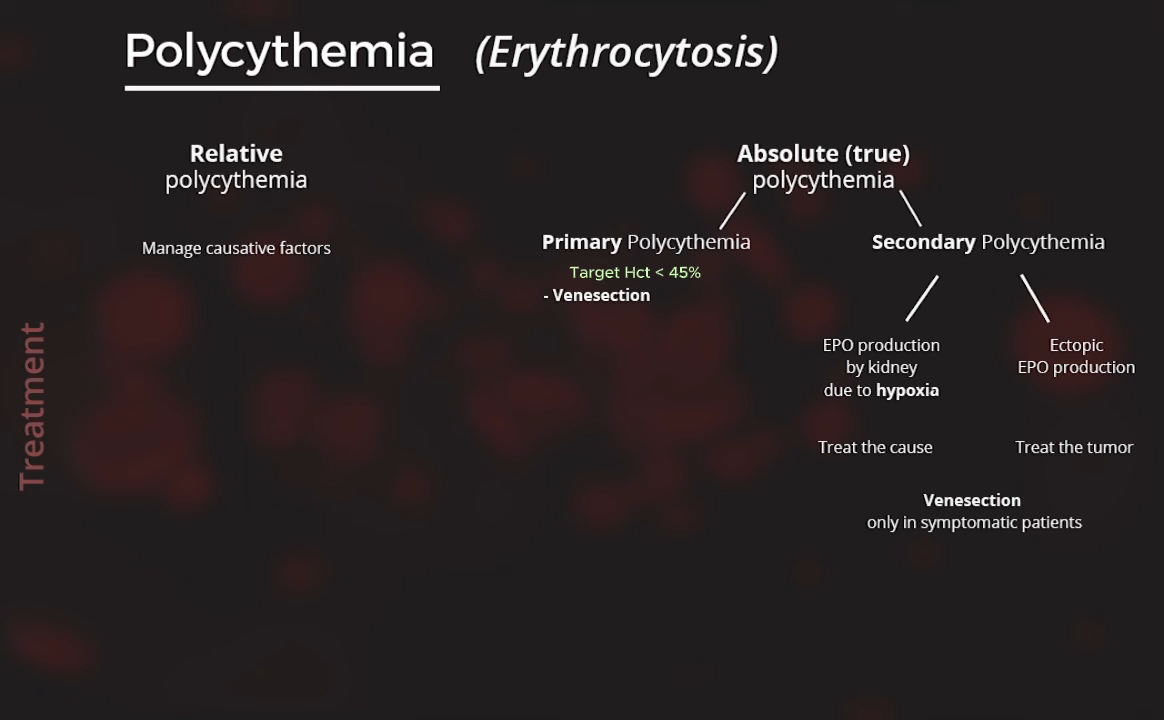 Polycythemia (Erythrocytosis)
Relative
polycythemia
Manage causative factors
Absolute (true)
polycythemia
Primary Polycythemia
Target Hct < 45%
- Venesection
Secondary Polycythemia
EPO production
by kidney
due to hypoxia
Treat the cause
Ectopic
EPO production
Treat the tumor
Venesection
only in symptomatic patients
Treatment